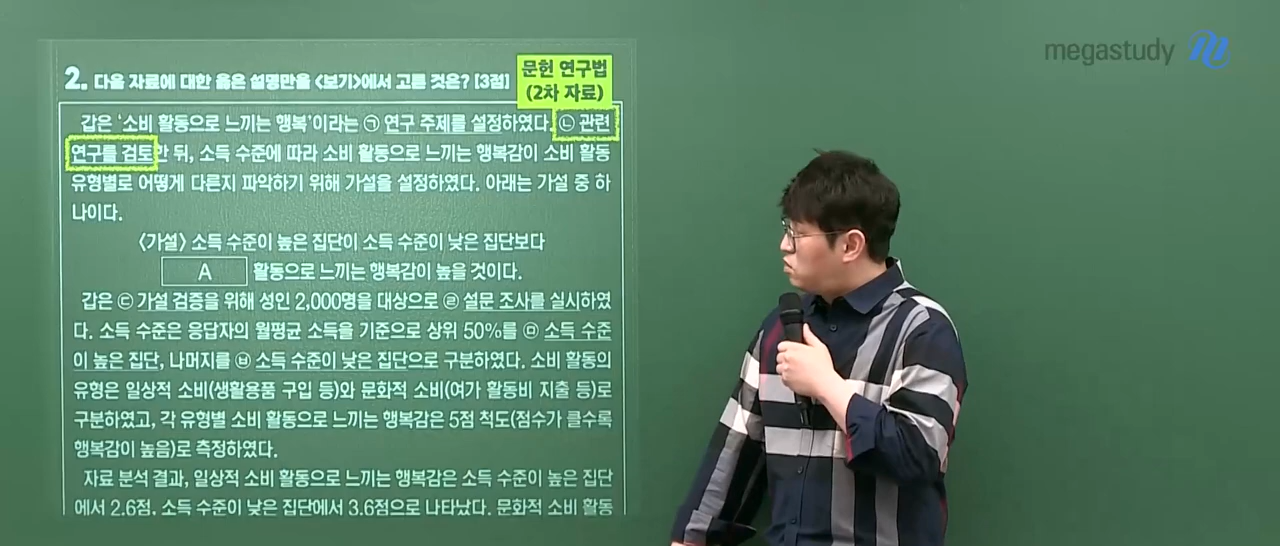 megastudy
2. 다음 자료에 대한 옳은 설명만을 <보기>에서 고른 것은? [3점]
문헌 연구법
(2차 자료)
갑은 ‘소비 활동으로 느끼는 행복’이라는 ㉠ 연구 주제를 설정하였다. ㉡ 관련
연구를 검토한 뒤, 소득 수준에 따라 소비 활동으로 느끼는 행복감이 소비 활동
유형별로 어떻게 다른지 파악하기 위해 가설을 설정하였다. 아래는 가설 중 하
나이다.
<가설> 소득 수준이 높은 집단이 소득 수준이 낮은 집단보다
A 활동으로 느끼는 행복감이 높을 것이다.
갑은 ㉢ 가설 검증을 위해 성인 2,000명을 대상으로 ㉣ 설문 조사를 실시하였
다. 소득 수준은 응답자의 월평균 소득을 기준으로 상위 50%를 ㉤ 소득 수준
이 높은 집단, 나머지를 ㉥ 소득 수준이 낮은 집단으로 구분하였다. 소비 활동의
유형은 일상적 소비(생활용품 구입 등)와 문화적 소비(여가 활동비 지출 등)로
구분하였고, 각 유형별 소비 활동으로 느끼는 행복감은 5점 척도(점수가 클수록
행복감이 높음)로 측정하였다.
자료 분석 결과, 일상적 소비 활동으로 느끼는 행복감은 소득 수준이 높은 집단
에서 2.6점, 소득 수준이 낮은 집단에서 3.6점으로 나타났다. 문화적 소비 활동